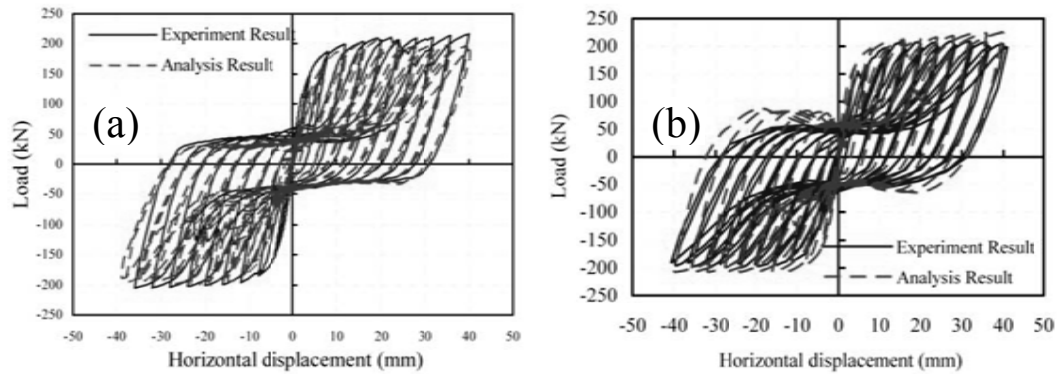 250
200
150
100
50
0
-50
-100
-150
-200
-250
-50 -40 -30 -20 -10 0 10 20 30 40 50
Load (kN)
Horizontal displacement (mm)
Experiment Result
Analysis Result
(a)
250
200
150
100
50
0
-50
-100
-150
-200
-250
-50 -40 -30 -20 -10 0 10 20 30 40 50
Load (kN)
Horizontal displacement (mm)
(b)
Experiment Result
Analysis Result